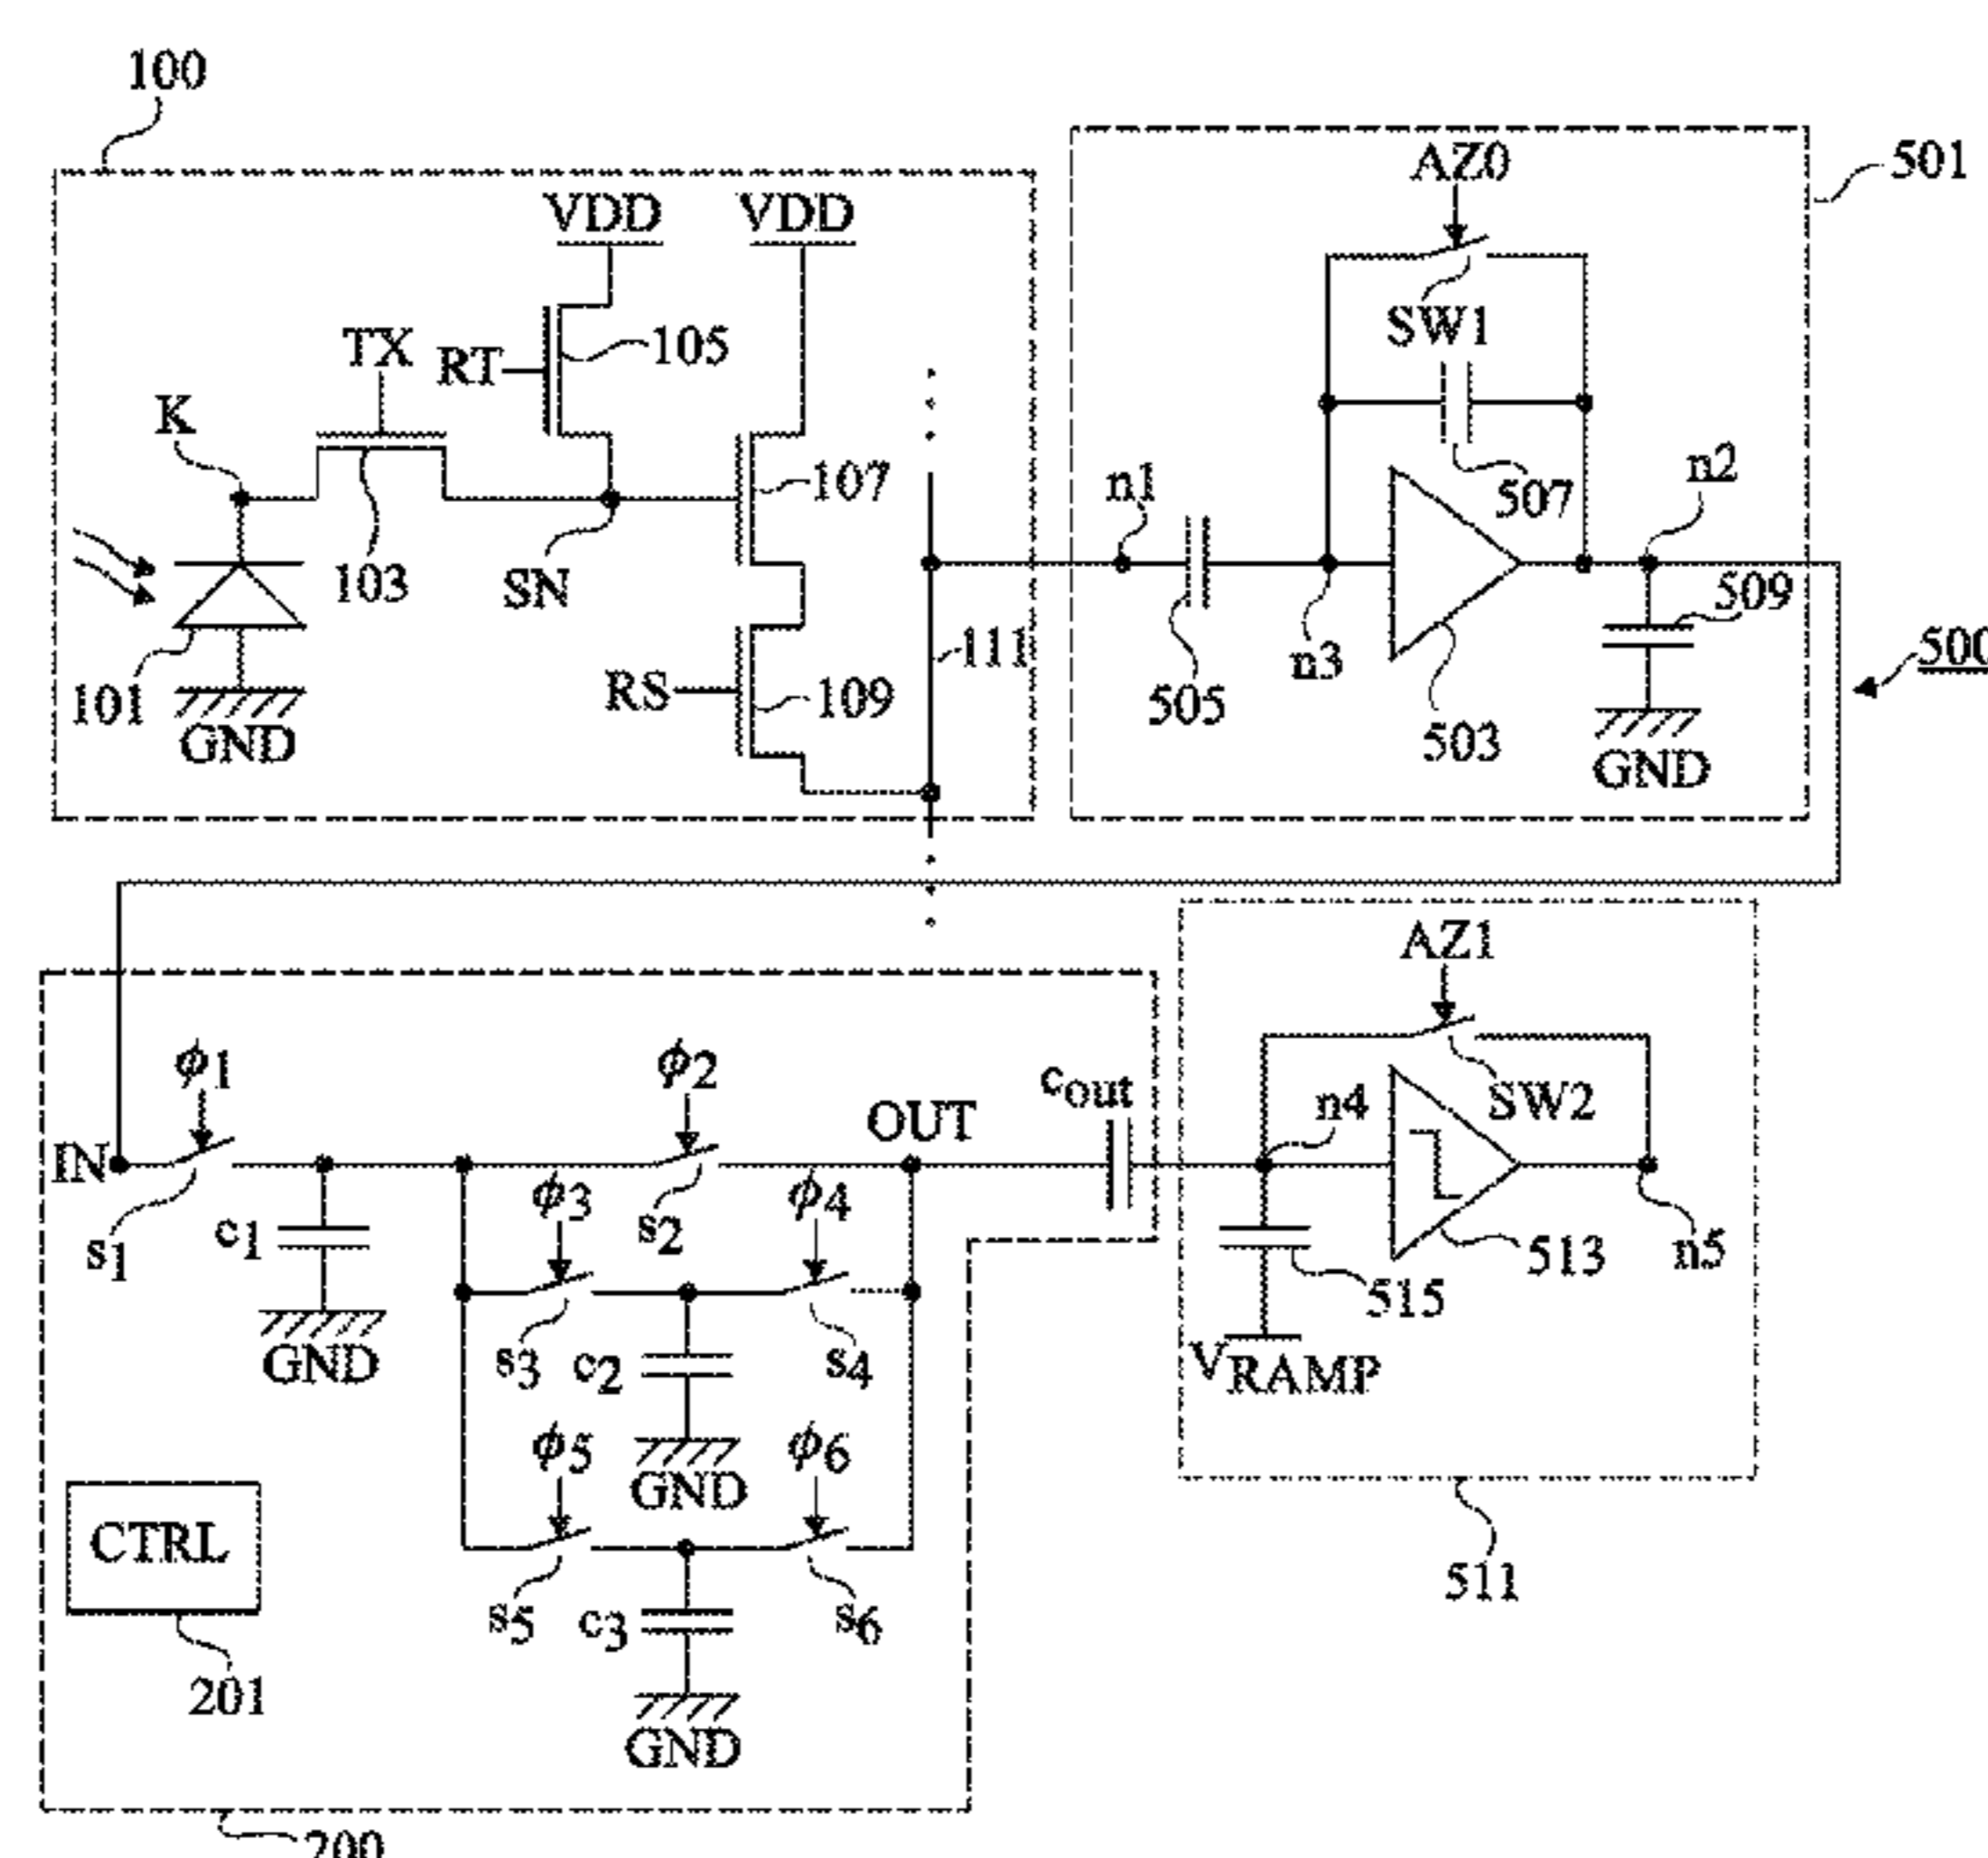 100
VDD VDD
TX
RT
105
K
107
103
SN
101
GND
RS
109
111
AZ0
501
SW1
n1
507
n2
505
n3
503
509
GND
500
IN
ϕ1
s1
c1
GND
ϕ2
s2
OUT
cout
ϕ3
s3
ϕ4
s4
c2
GND
ϕ5
s5
ϕ6
s6
c3
GND
CTRL
201
200
AZ1
SW2
n4
513
n5
515
VRAMP
511